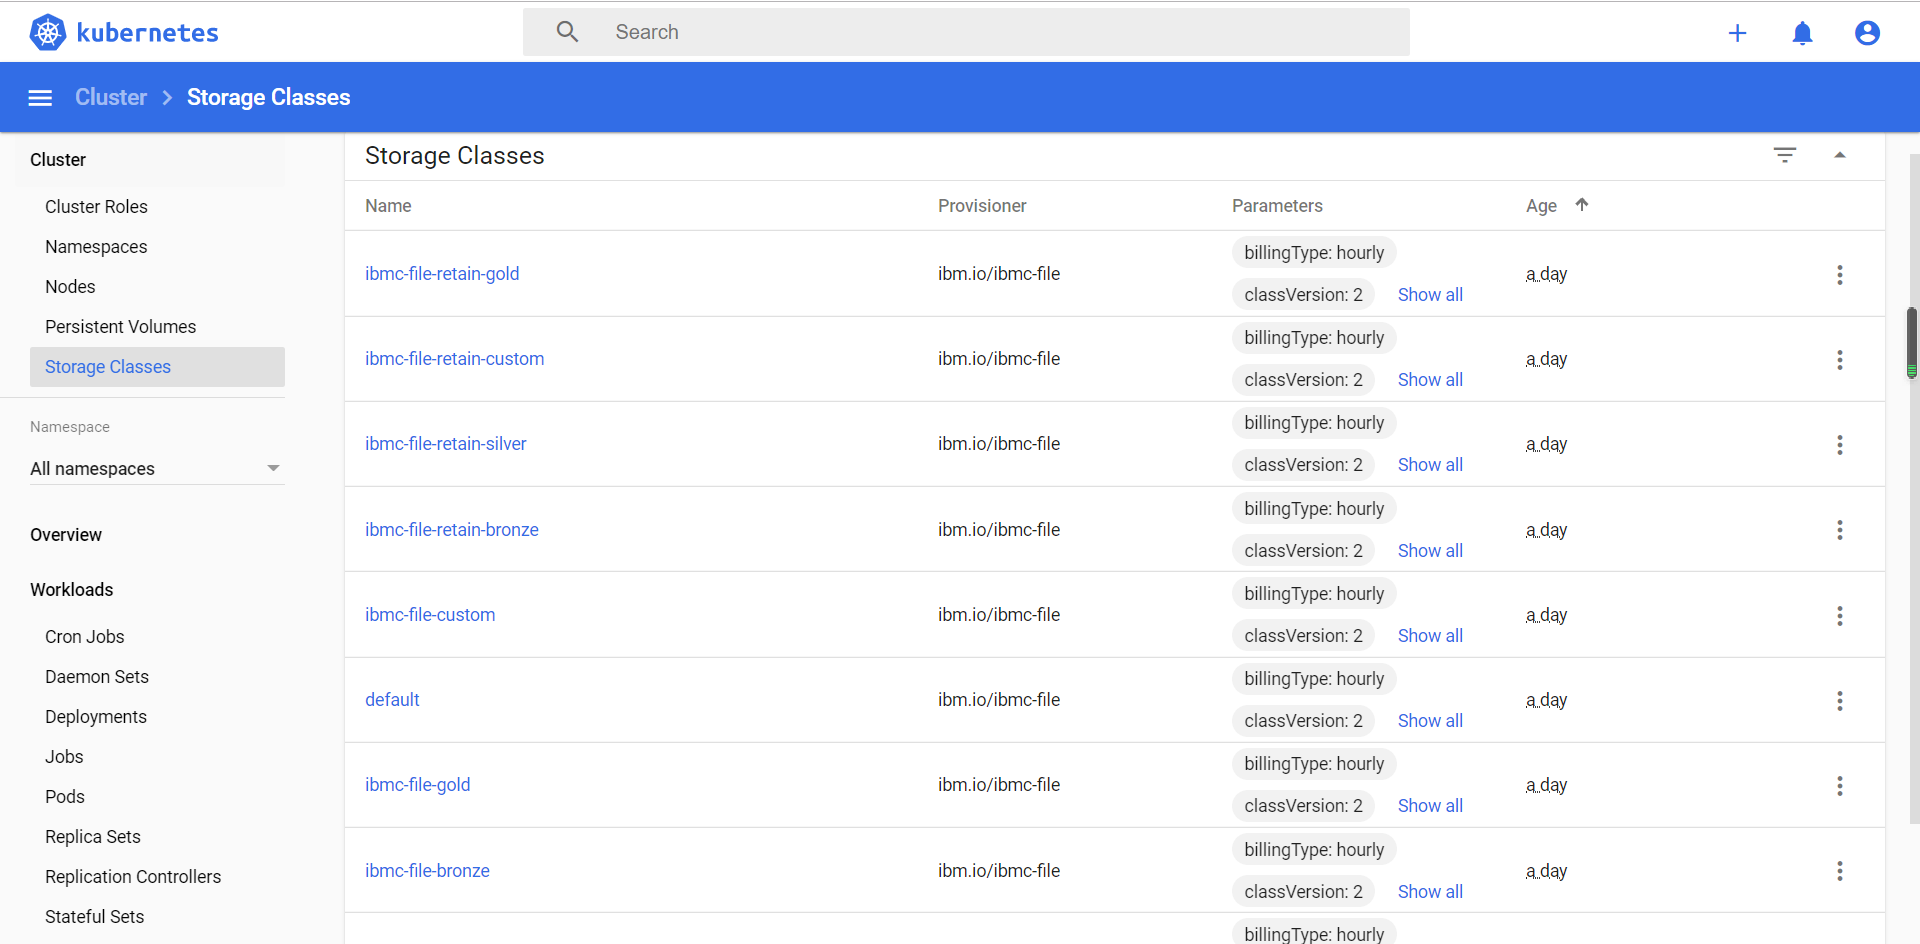 kubernetes
Search
Cluster
Storage Classes
Cluster
Cluster Roles
Namespaces
Nodes
Persistent Volumes
Storage Classes
Namespace
All namespaces
Overview
Workloads
Cron Jobs
Daemon Sets
Deployments
Jobs
Pods
Replica Sets
Replication Controllers
Stateful Sets
Storage Classes
Name Provisioner Parameters Age
billingType: hourly
ibmc-file-retain-gold ibm.io/ibmc-file a day
classVersion: 2 Show all
billingType: hourly
ibmc-file-retain-custom ibm.io/ibmc-file a day
classVersion: 2 Show all
billingType: hourly
ibmc-file-retain-silver ibm.io/ibmc-file a day
classVersion: 2 Show all
billingType: hourly
ibmc-file-retain-bronze ibm.io/ibmc-file a day
classVersion: 2 Show all
billingType: hourly
ibmc-file-custom ibm.io/ibmc-file a day
classVersion: 2 Show all
billingType: hourly
default ibm.io/ibmc-file a day
classVersion: 2 Show all
billingType: hourly
ibmc-file-gold ibm.io/ibmc-file a day
classVersion: 2 Show all
billingType: hourly
ibmc-file-bronze ibm.io/ibmc-file a day
classVersion: 2 Show all
billingType: hourly